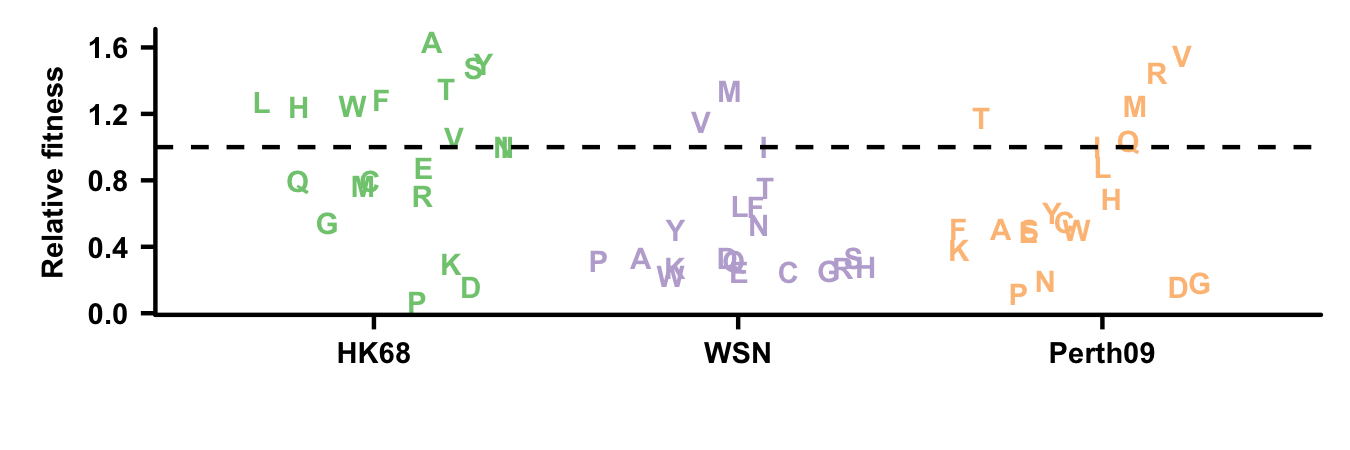 Relative fitness
1.6
1.2
0.8
0.4
0.0
A
S Y
T
L H W F
V
N I
Q M C E
R
G
K
D
P
M
V
I
T
L F
N
Y
P A K W D Q E C G R S H
V
R
M
T
Q
I
L
H
F K A E S Y C W
P N D G
HK68 WSN Perth09